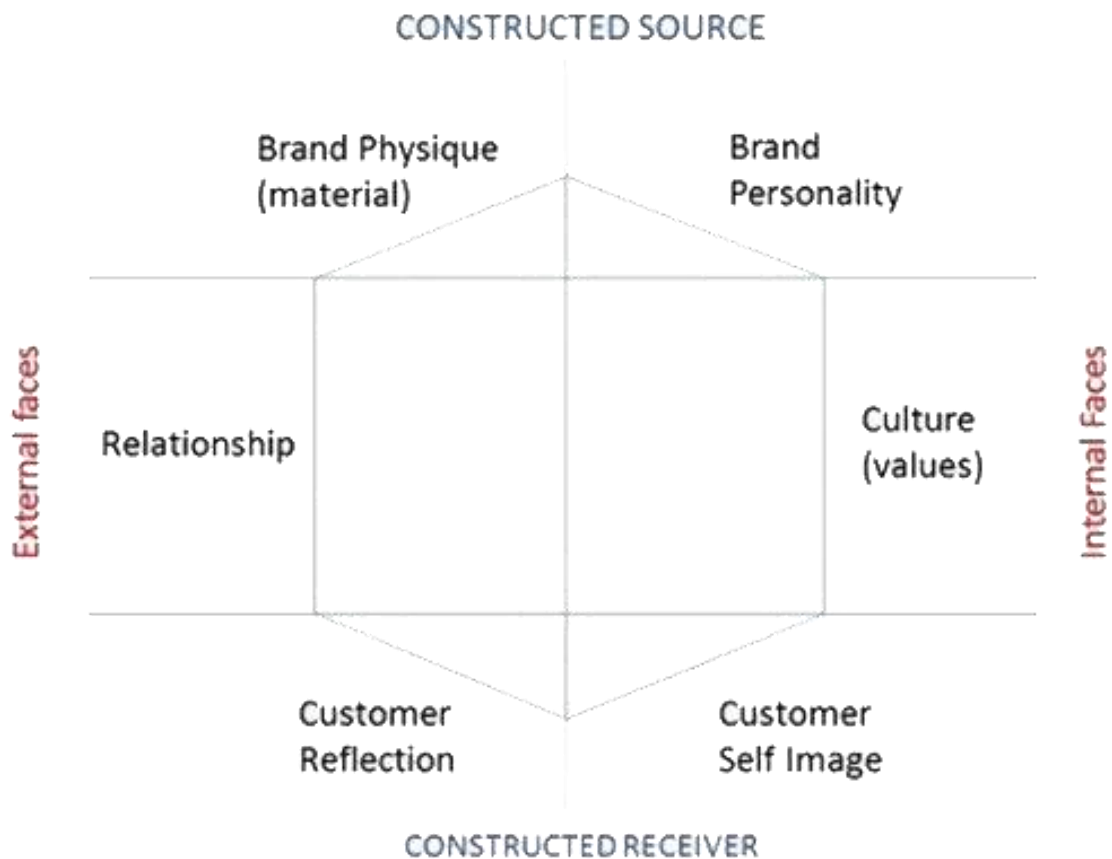 CONSTRUCTED SOURCE
Brand Physique
(material)
Brand
Personality
External faces
Relationship
Culture
(values)
Internal Faces
Customer
Reflection
Customer
Self Image
CONSTRUCTED RECEIVER